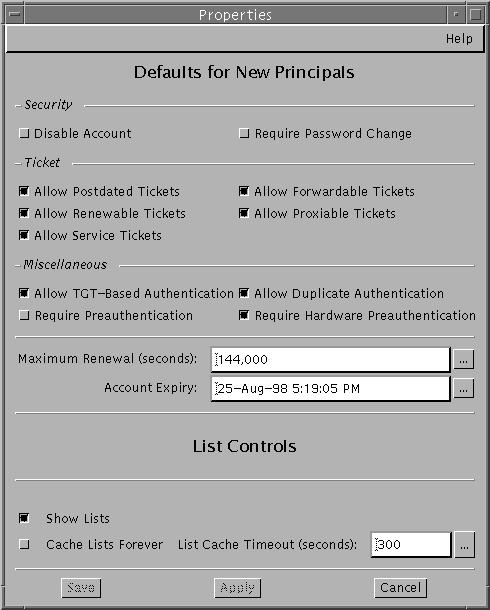 Properties
Help
Defaults for New Principals
Security
Disable Account Require Password Change
Ticket
Allow Postdated Tickets Allow Forwardable Tickets
Allow Renewable Tickets Allow Proxiable Tickets
Allow Service Tickets
Miscellaneous
Allow TGT-Based Authentication Allow Duplicate Authentication
Require Preauthentication Require Hardware Preauthentication
Maximum Renewal (seconds): 144,000 ...
Account Expiry: 25-Aug-98 5:19:05 PM ...
List Controls
Show Lists
Cache Lists Forever List Cache Timeout (seconds): 300 ...
Save Apply Cancel